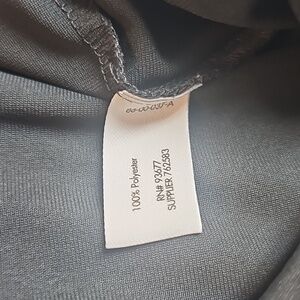 100% Polyester
RN# 93677
SUPPLIER 762583